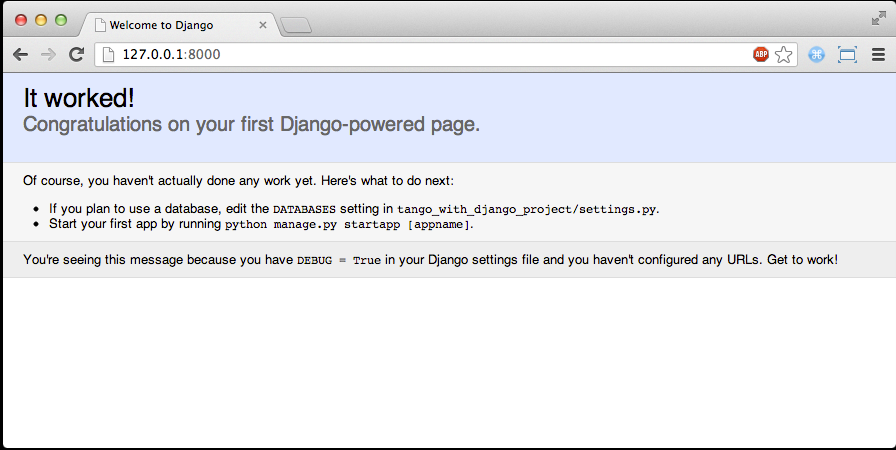 Welcome to Django
127.0.0.1:8000
ABP
It worked!
Congratulations on your first Django-powered page.
Of course, you haven't actually done any work yet. Here's what to do next:
• If you plan to use a database, edit the DATABASES setting in tango_with_django_project/settings.py.
• Start your first app by running python manage.py startapp [appname].
You're seeing this message because you have DEBUG = True in your Django settings file and you haven't configured any URLs. Get to work!